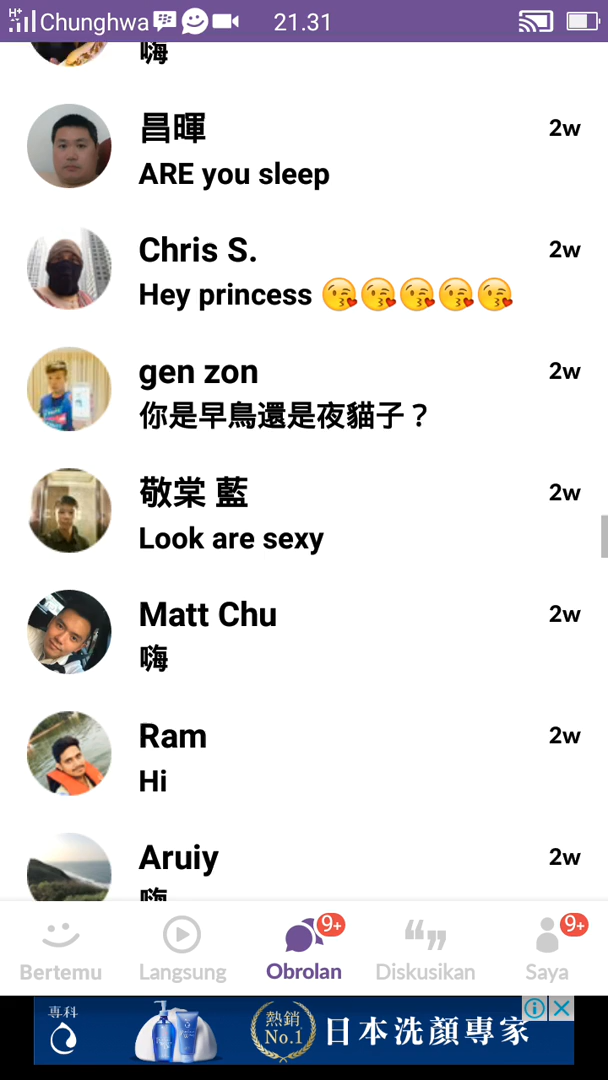 H+ Chunghwa 21.31
嗨
昌暉 2w
ARE you sleep
Chris S. 2w
Hey princess 😘😘😘😘😘
gen zon 2w
你是早鳥還是夜貓子？
敬棠 藍 2w
Look are sexy
Matt Chu 2w
嗨
Ram 2w
Hi
Aruiy 2w
嗨
9+ 9+
Bertemu Langsung Obrolan Diskusikan Saya
専科 熱銷 No.1 日本洗顏專家